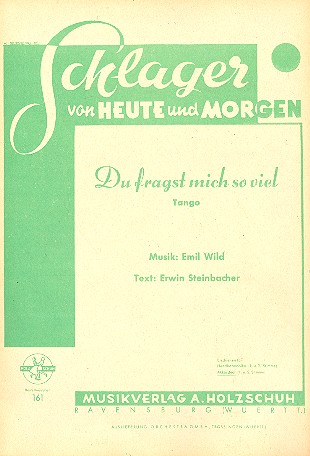 Schlager
von HEUTE und MORGEN
Du fragst mich so viel
Tango
Musik: Emil Wild
Text: Erwin Steinbacher
161
MUSIKVERLAG A. HOLZSCHUH
RAVENSBURG (WUERTT.)